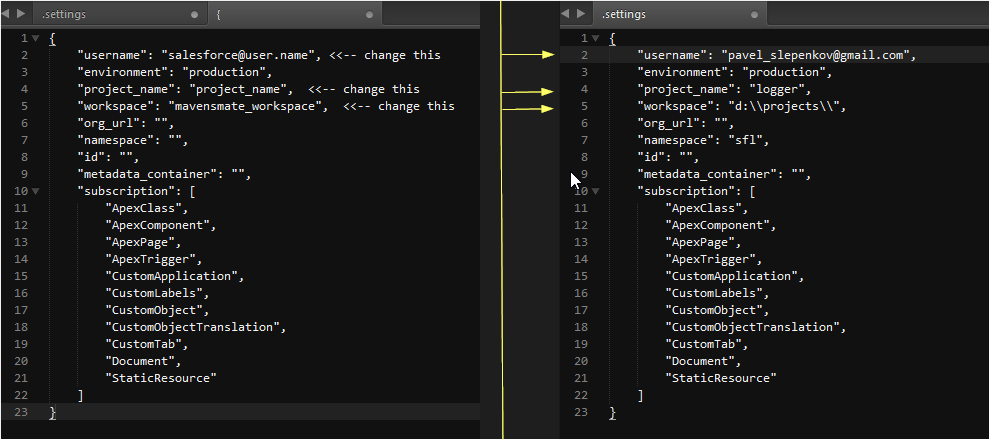 .settings
{
1 {
2 "username": "salesforce@user.name", <<-- change this
3 "environment": "production",
4 "project_name": "project_name",  <<-- change this
5 "workspace": "mavensmate_workspace",  <<-- change this
6 "org_url": "",
7 "namespace": "",
8 "id": "",
9 "metadata_container": "",
10 "subscription": [
11 "ApexClass",
12 "ApexComponent",
13 "ApexPage",
14 "ApexTrigger",
15 "CustomApplication",
16 "CustomLabels",
17 "CustomObject",
18 "CustomObjectTranslation",
19 "CustomTab",
20 "Document",
21 "StaticResource"
22 ]
23 }
.settings
1 {
2 "username": "pavel_slepenkov@gmail.com",
3 "environment": "production",
4 "project_name": "logger",
5 "workspace": "d:\\projects\\",
6 "org_url": "",
7 "namespace": "sfl",
8 "id": "",
9 "metadata_container": "",
10 "subscription": [
11 "ApexClass",
12 "ApexComponent",
13 "ApexPage",
14 "ApexTrigger",
15 "CustomApplication",
16 "CustomLabels",
17 "CustomObject",
18 "CustomObjectTranslation",
19 "CustomTab",
20 "Document",
21 "StaticResource"
22 ]
23 }